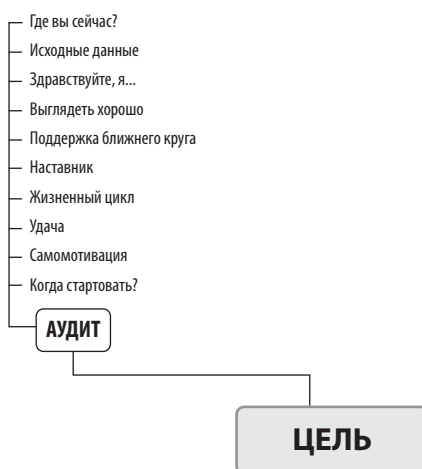 Где вы сейчас?
Исходные данные
Здравствуйте, я...
Выглядеть хорошо
Поддержка ближнего круга
Наставник
Жизненный цикл
Удача
Самомотивация
Когда стартовать?
АУДИТ
ЦЕЛЬ